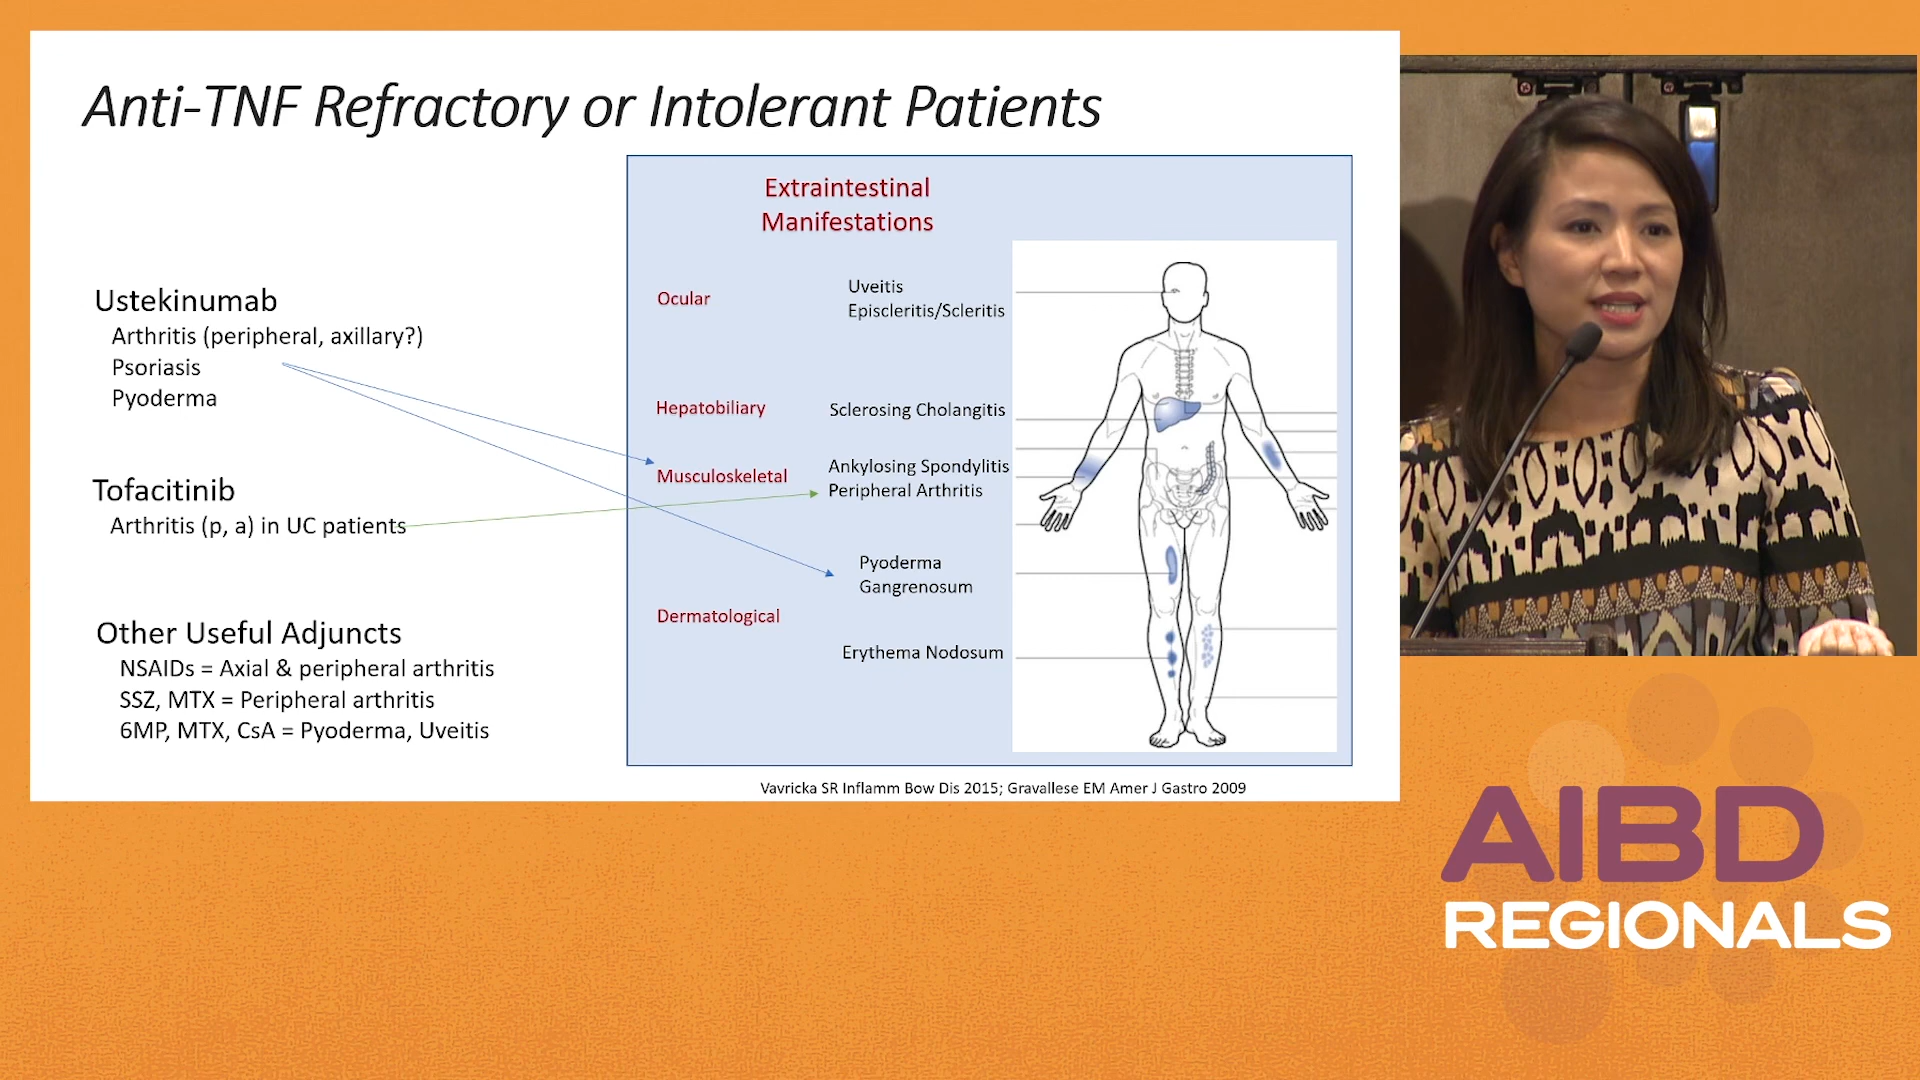 Anti-TNF Refractory or Intolerant Patients
Ustekinumab
Arthritis (peripheral, axillary?)
Psoriasis
Pyoderma
Tofacitinib
Arthritis (p, a) in UC patients
Other Useful Adjuncts
NSAIDs = Axial & peripheral arthritis
SSZ, MTX = Peripheral arthritis
6MP, MTX, CsA = Pyoderma, Uveitis
Extraintestinal
Manifestations
Ocular
Uveitis
Episcleritis/Scleritis
Hepatobiliary
Sclerosing Cholangitis
Musculoskeletal
Ankylosing Spondylitis
Peripheral Arthritis
Dermatological
Pyoderma
Gangrenosum
Erythema Nodosum
Vavricka SR Inflamm Bow Dis 2015; Gravallese EM Amer J Gastro 2009
AIBD
REGIONALS